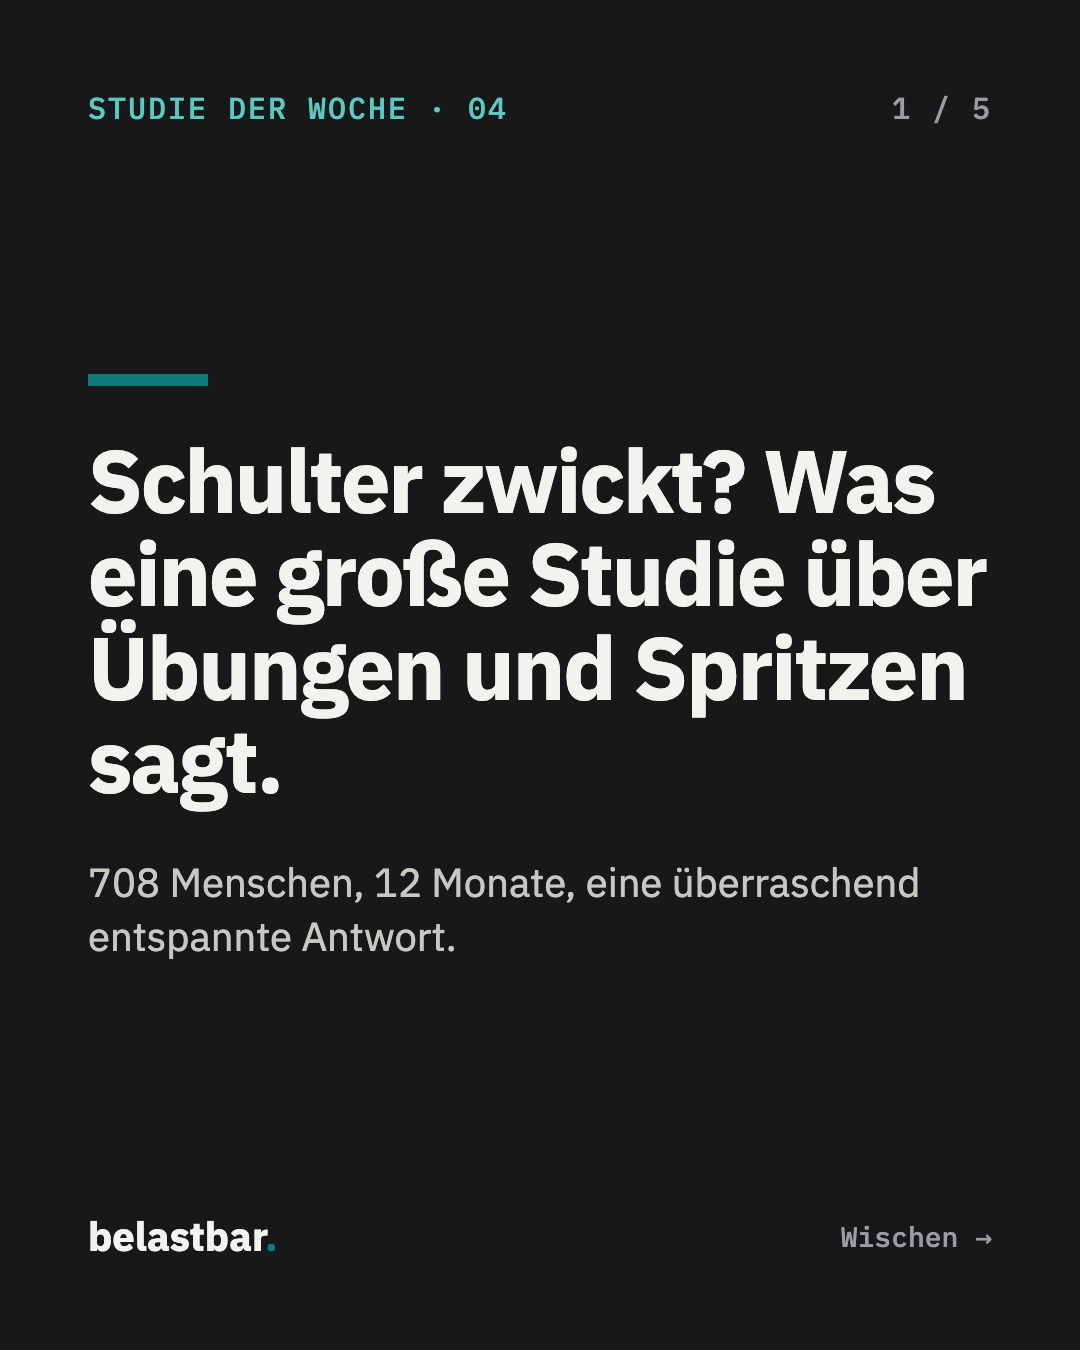 STUDIE DER WOCHE · 04
1 / 5
Schulter zwickt? Was
eine große Studie über
Übungen und Spritzen
sagt.
708 Menschen, 12 Monate, eine überraschend
entspannte Antwort.
belastbar.
Wischen →